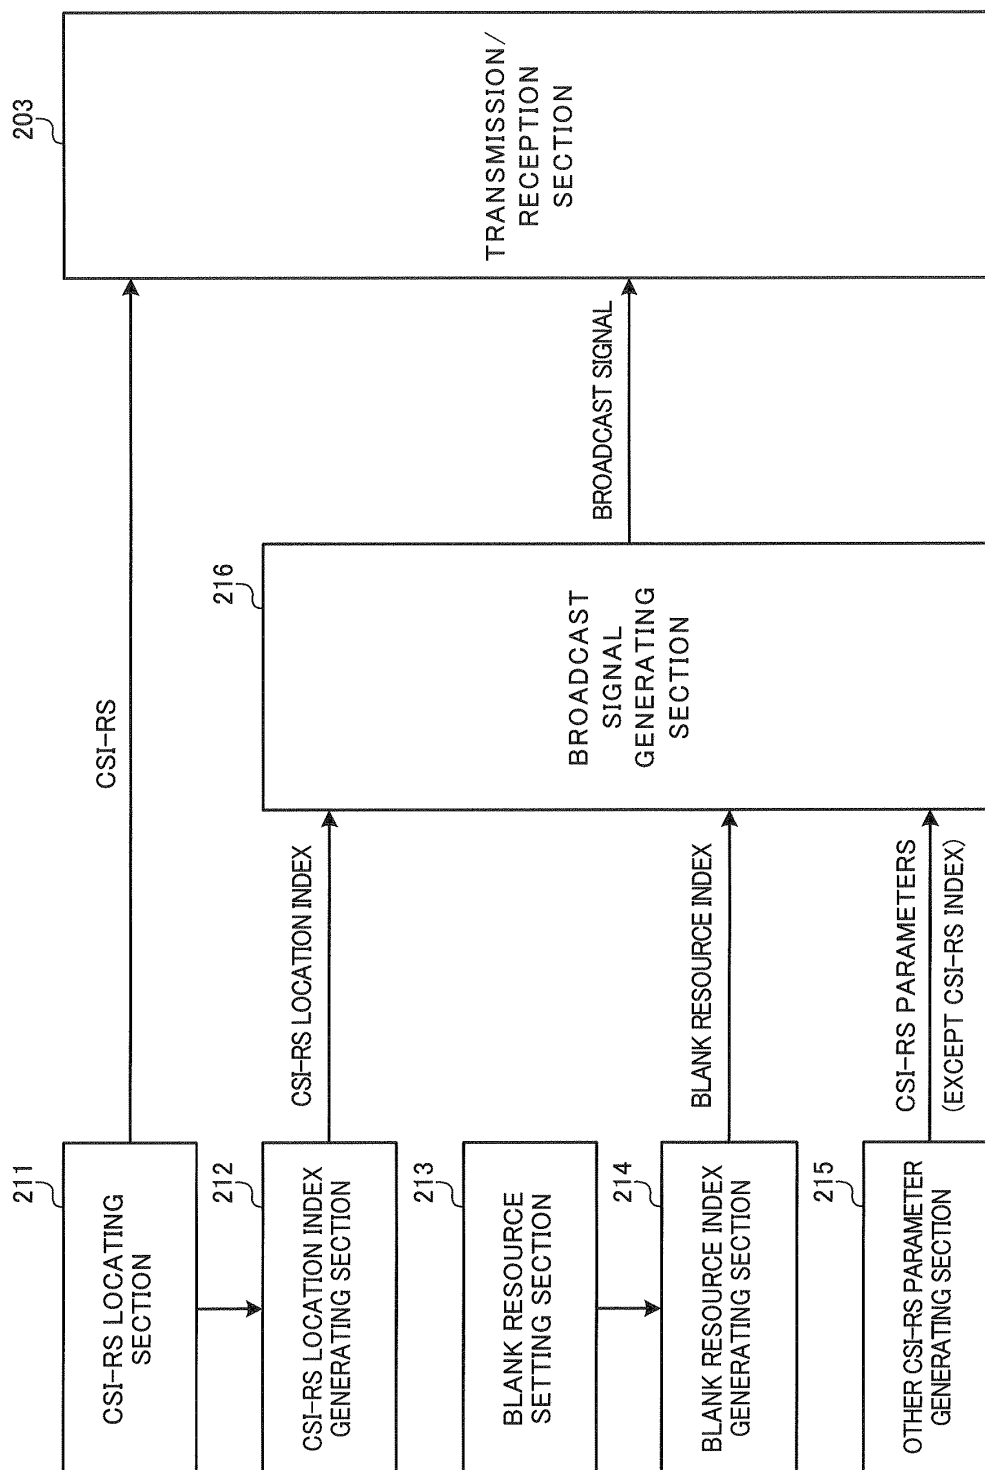 211
CSI-RS LOCATING
SECTION
212
CSI-RS LOCATION INDEX
GENERATING SECTION
213
BLANK RESOURCE
SETTING SECTION
214
BLANK RESOURCE INDEX
GENERATING SECTION
215
OTHER CSI-RS PARAMETER
GENERATING SECTION
CSI-RS
CSI-RS LOCATION INDEX
BLANK RESOURCE INDEX
CSI-RS PARAMETERS
(EXCEPT CSI-RS INDEX)
216
BROADCAST
SIGNAL
GENERATING
SECTION
BROADCAST SIGNAL
203
TRANSMISSION/
RECEPTION
SECTION